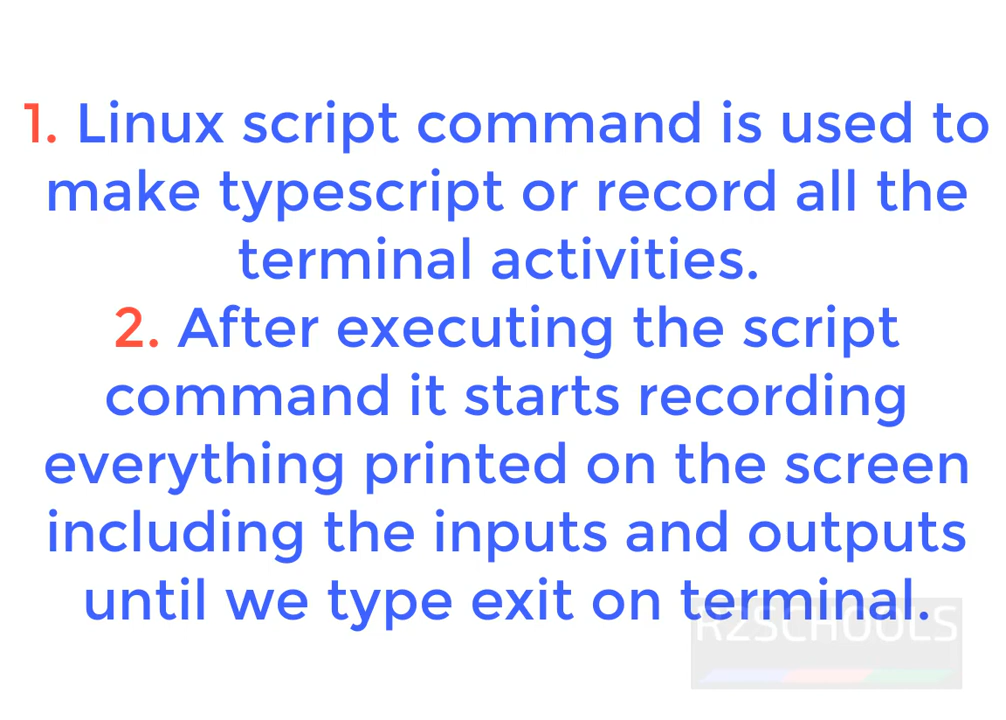 1. Linux script command is used to
make typescript or record all the
terminal activities.
2. After executing the script
command it starts recording
everything printed on the screen
including the inputs and outputs
until we type exit on terminal.
RZSCHOOLS